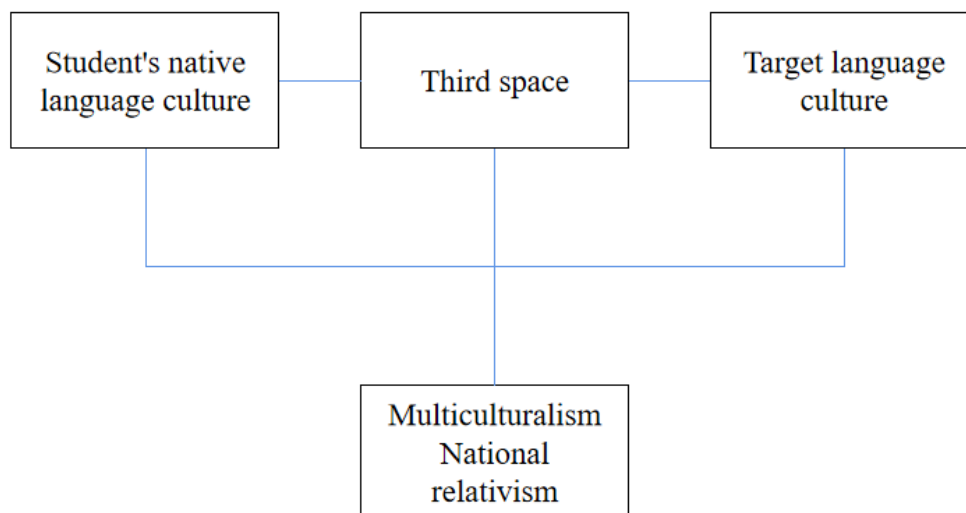 Student's native
language culture
Third space
Target language
culture
Multiculturalism
National
relativism